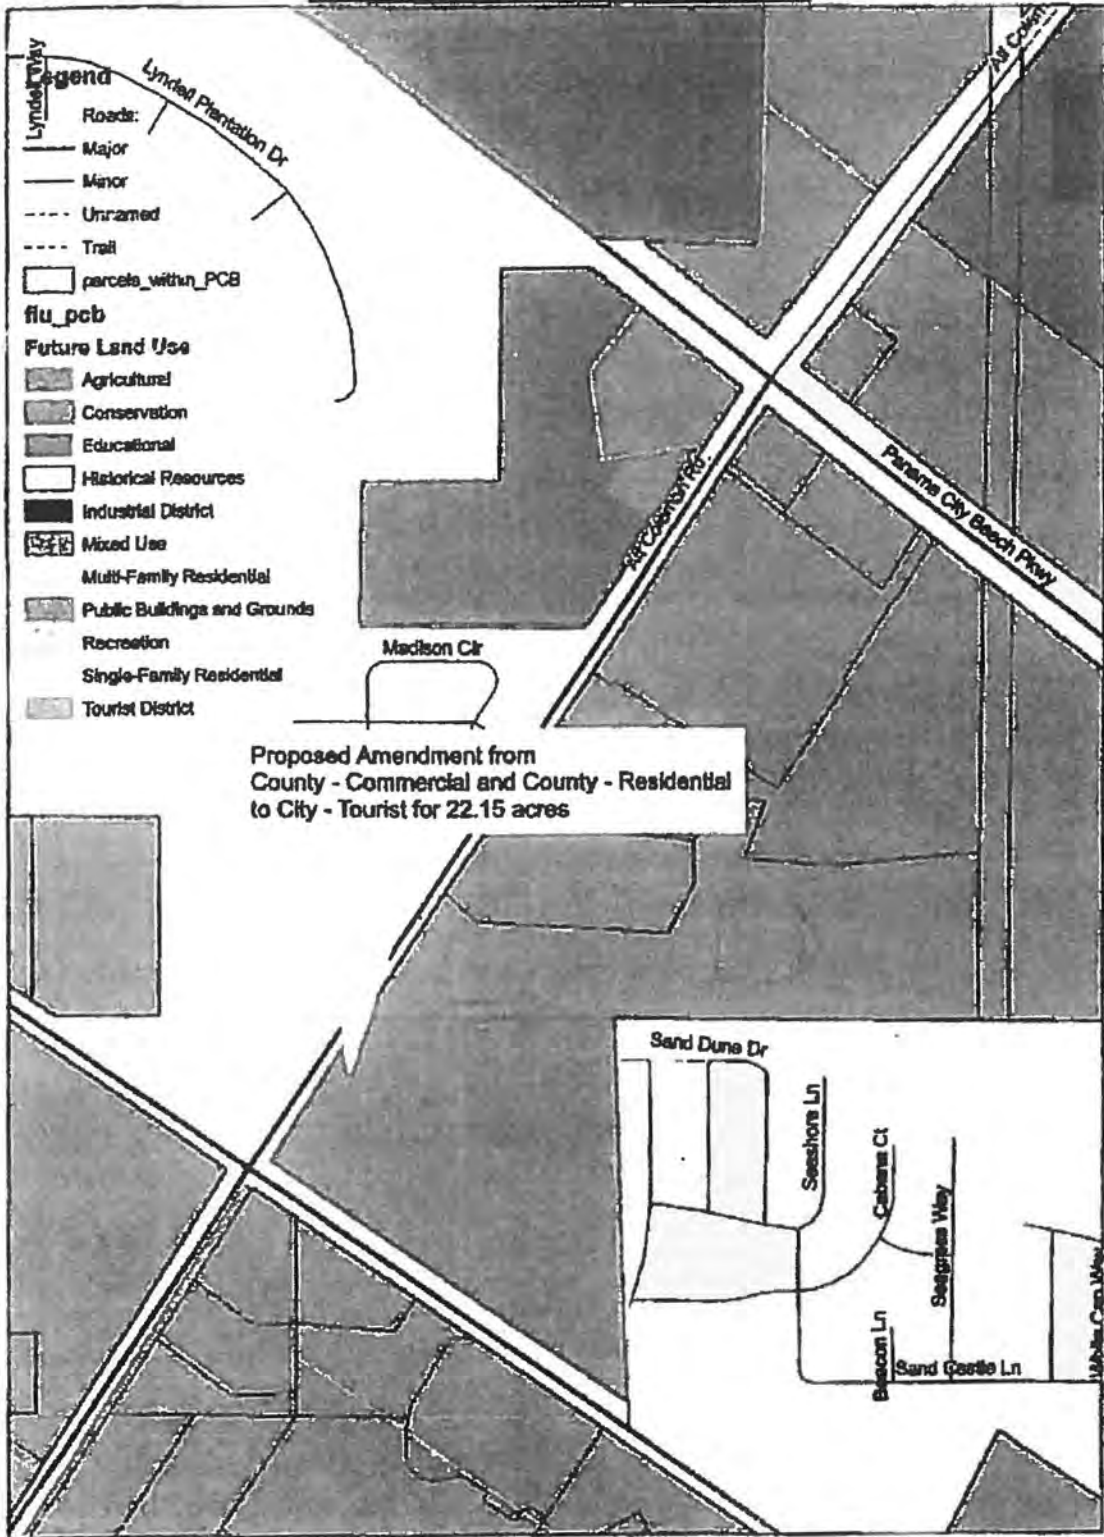 Lyndell Way
Legend
Roads:
Major
Minor
Unnamed
Trail
parcels_within_PCB
flu_pcb
Future Land Use
Agricultural
Conservation
Educational
Historical Resources
Industrial District
Mixed Use
Multi-Family Residential
Public Buildings and Grounds
Recreation
Single-Family Residential
Tourist District
Lyndell Plantation Dr
Alf Colem
Alf Coleman Rd.
Panama City Beach Pkwy
Madison Cir
Proposed Amendment from
County - Commercial and County - Residential
to City - Tourist for 22.15 acres
Sand Dune Dr
Seashore Ln
Cabana Ct
Seagrass Way
Beacon Ln
Sand Castle Ln
White Cap Way